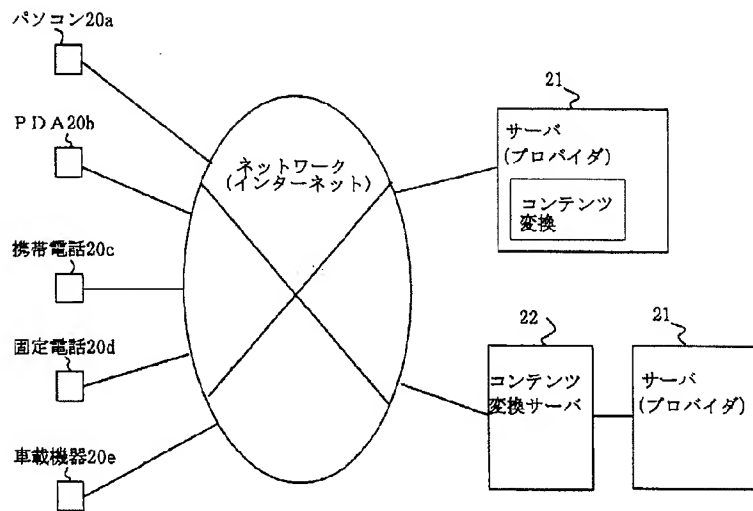 パソコン20a
PDA20b
携帯電話20c
固定電話20d
車載機器20e
ネットワーク
(インターネット)
21
サーバ
(プロバイダ)
コンテンツ
変換
22
コンテンツ
変換サーバ
21
サーバ
(プロバイダ)